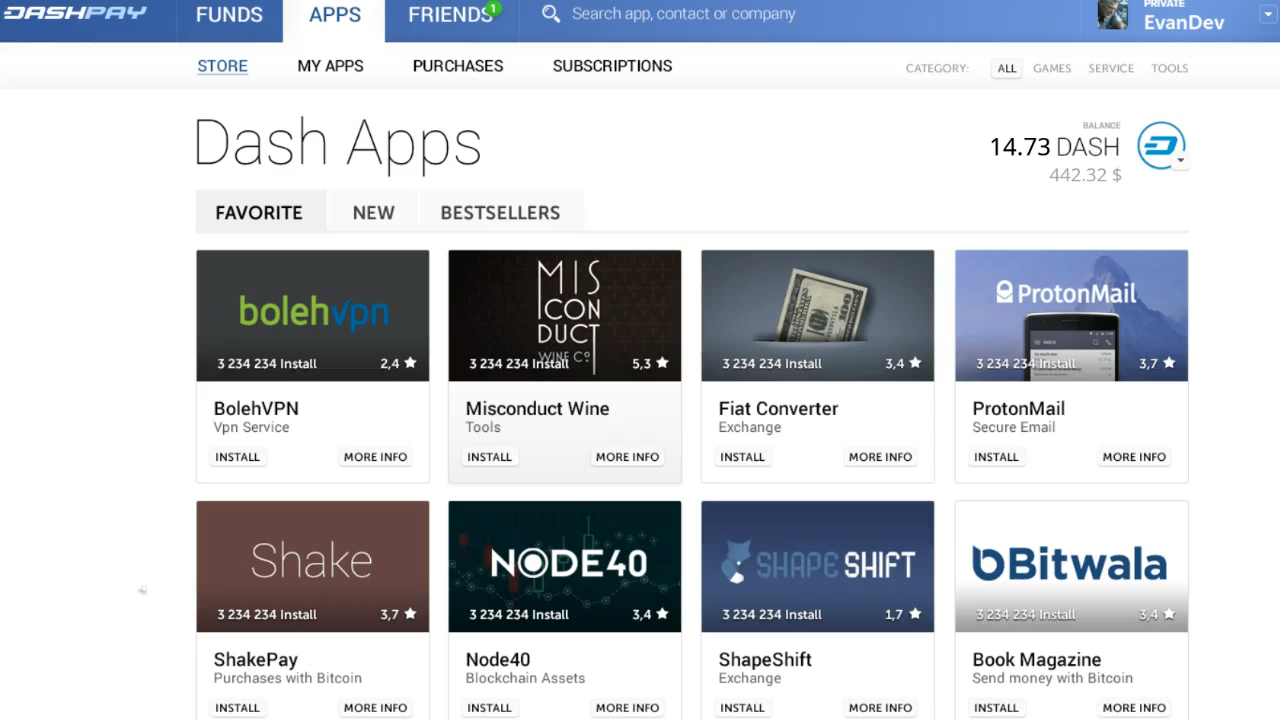 DASHPAY
FUNDS
APPS
FRIENDS
1
Search app, contact or company
PRIVATE
EvanDev
STORE
MY APPS
PURCHASES
SUBSCRIPTIONS
CATEGORY:
ALL
GAMES
SERVICE
TOOLS
Dash Apps
BALANCE
14.73 DASH
442.32 $
FAVORITE
NEW
BESTSELLERS
bolehvpn
3 234 234 Install
2,4
BolehVPN
Vpn Service
INSTALL
MORE INFO
MIS
CON
DUCT
WINE Cº
3 234 234 Install
5,3
Misconduct Wine
Tools
INSTALL
MORE INFO
100
3 234 234 Install
3,4
Fiat Converter
Exchange
INSTALL
MORE INFO
ProtonMail
3 234 234 Install
3,7
ProtonMail
Secure Email
INSTALL
MORE INFO
Shake
3 234 234 Install
3,7
ShakePay
Purchases with Bitcoin
INSTALL
MORE INFO
NODE40
3 234 234 Install
3,4
Node40
Blockchain Assets
INSTALL
MORE INFO
SHAPESHIFT
3 234 234 Install
1,7
ShapeShift
Exchange
INSTALL
MORE INFO
Bitwala
3 234 234 Install
3,4
Book Magazine
Send money with Bitcoin
INSTALL
MORE INFO